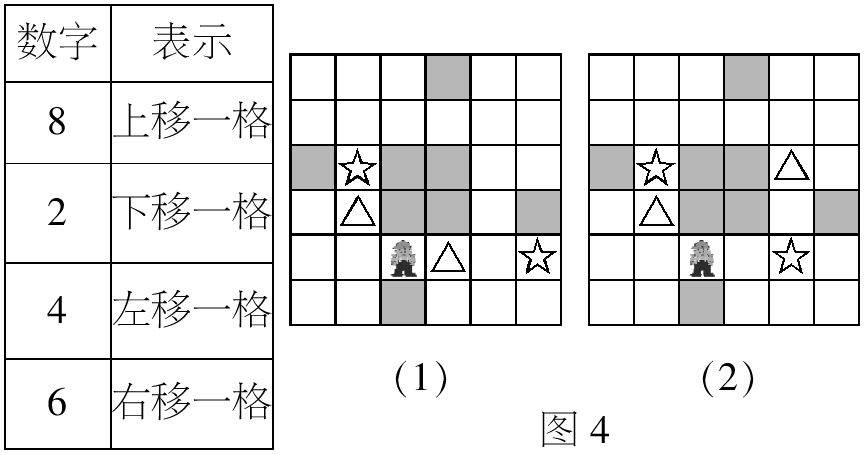 数字 表示
8 上移一格
2 下移一格
4 左移一格
6 右移一格
(1) (2)
图 4